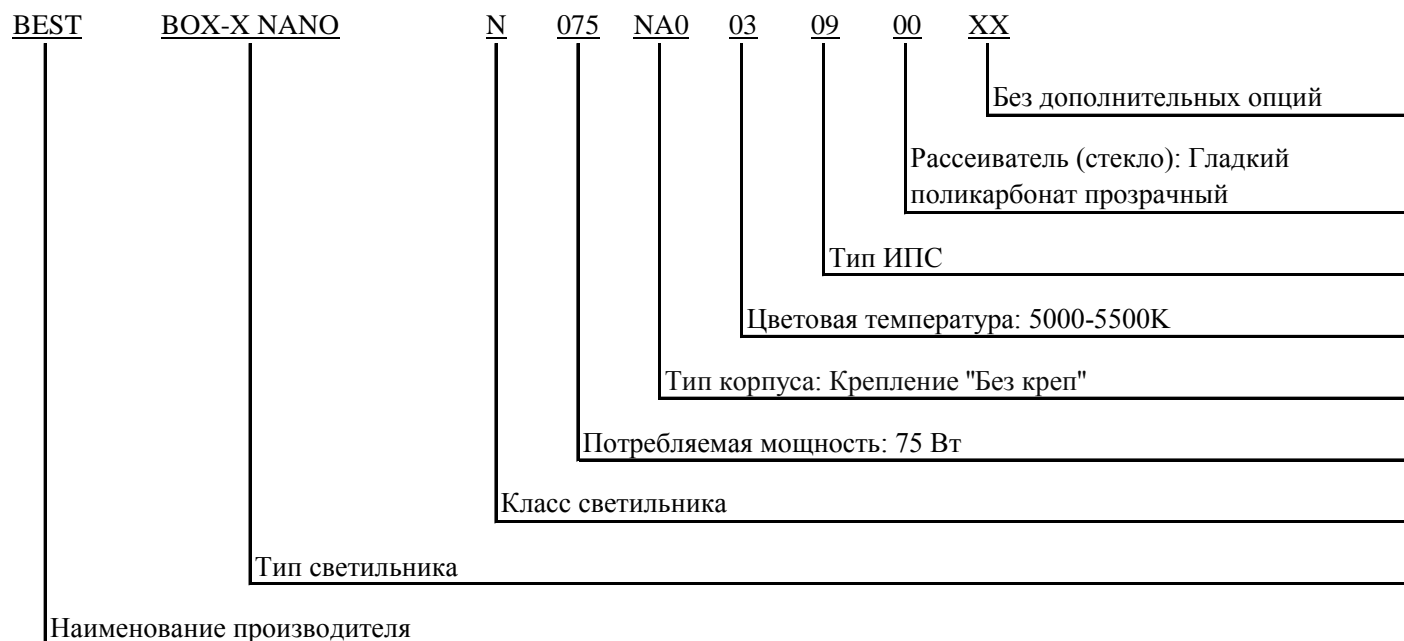 BEST BOX-X NANO N 075 NA0 03 09 00 XX
Без дополнительных опций
Рассеиватель (стекло): Гладкий
поликарбонат прозрачный
Тип ИПС
Цветовая температура: 5000-5500К
Тип корпуса: Крепление "Без креп"
Потребляемая мощность: 75 Вт
Класс светильника
Тип светильника
Наименование производителя